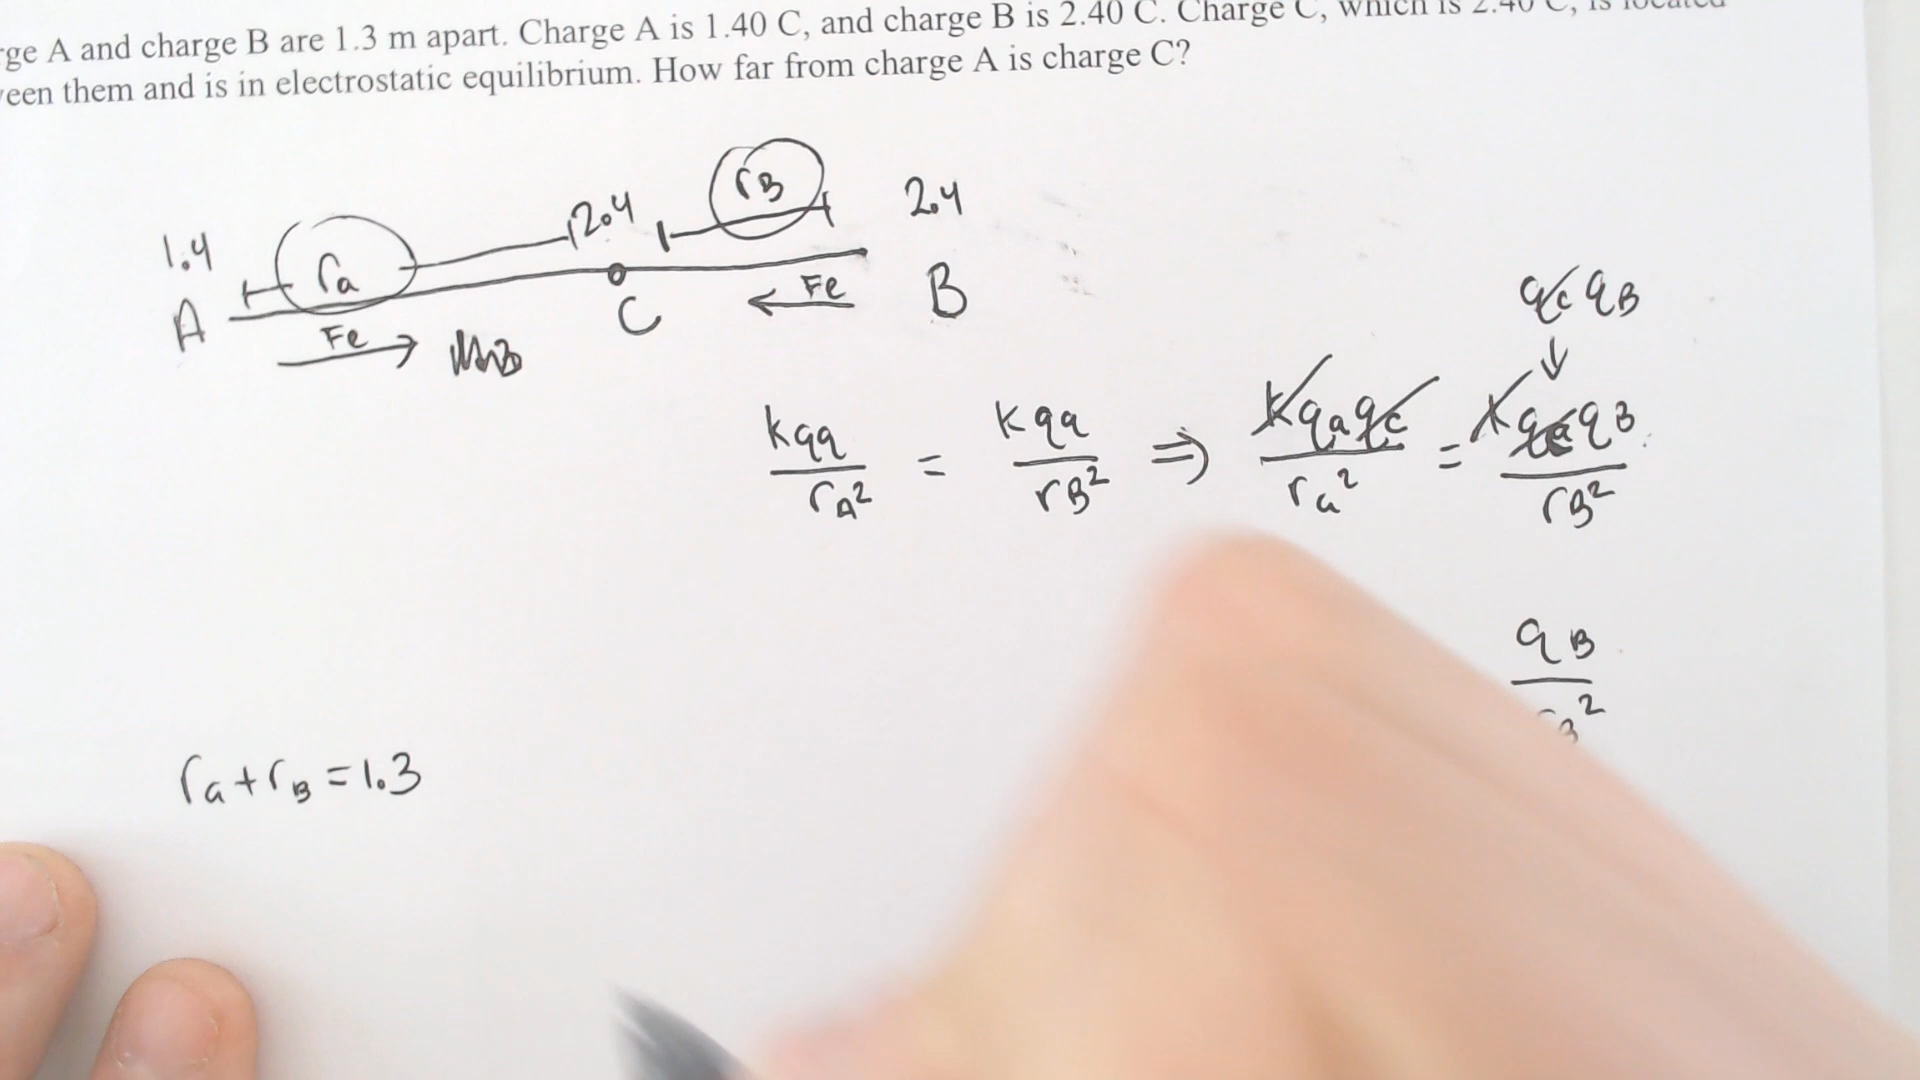 ge A and charge B are 1.3 m apart. Charge A is 1.40 C, and charge B is 2.40 C. Charge C, which is 2.40 C, is located
een them and is in electrostatic equilibrium. How far from charge A is charge C?
1.4 ra 2.4 rB 2.4
A C B
Fe Fe
qc qB
kqq/rA² = kqq/rB² ⇒ kqaqc/ra² = k qB/rB²
qB
²
ra + rB = 1.3